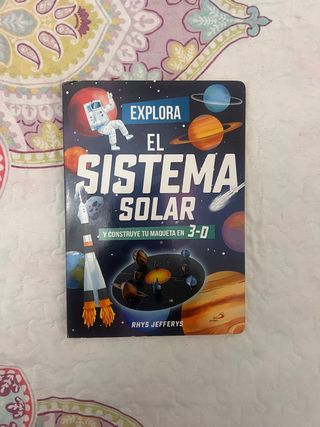 EXPLORA
EL
SISTEMA
SOLAR
Y CONSTRUYE TU MAQUETA EN 3-D
RHYS JEFFERYS